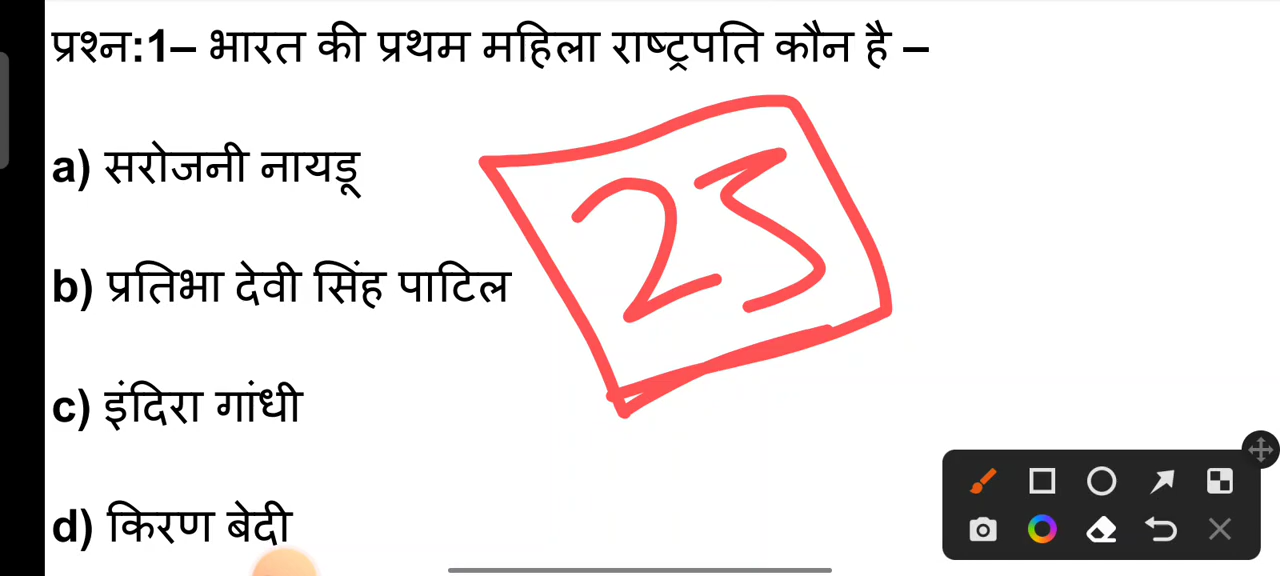 प्रश्न:1– भारत की प्रथम महिला राष्ट्रपति कौन है –
a) सरोजनी नायडू
25
b) प्रतिभा देवी सिंह पाटिल
c) इंदिरा गांधी
d) किरण बेदी